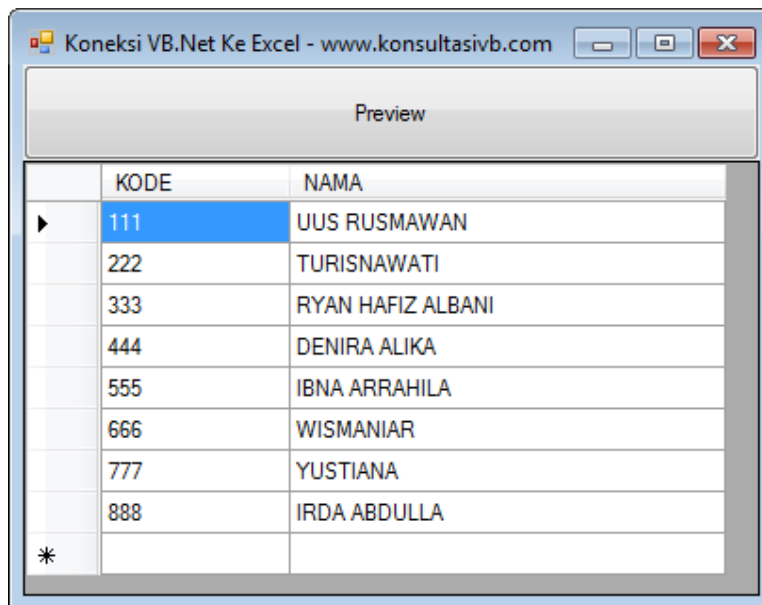 Koneksi VB.Net Ke Excel - www.konsultasivb.com
Preview
KODE NAMA
111 UUS RUSMAWAN
222 TURISNAWATI
333 RYAN HAFIZ ALBANI
444 DENIRA ALIKA
555 IBNA ARRAHILA
666 WISMANIAR
777 YUSTIANA
888 IRDA ABDULLA